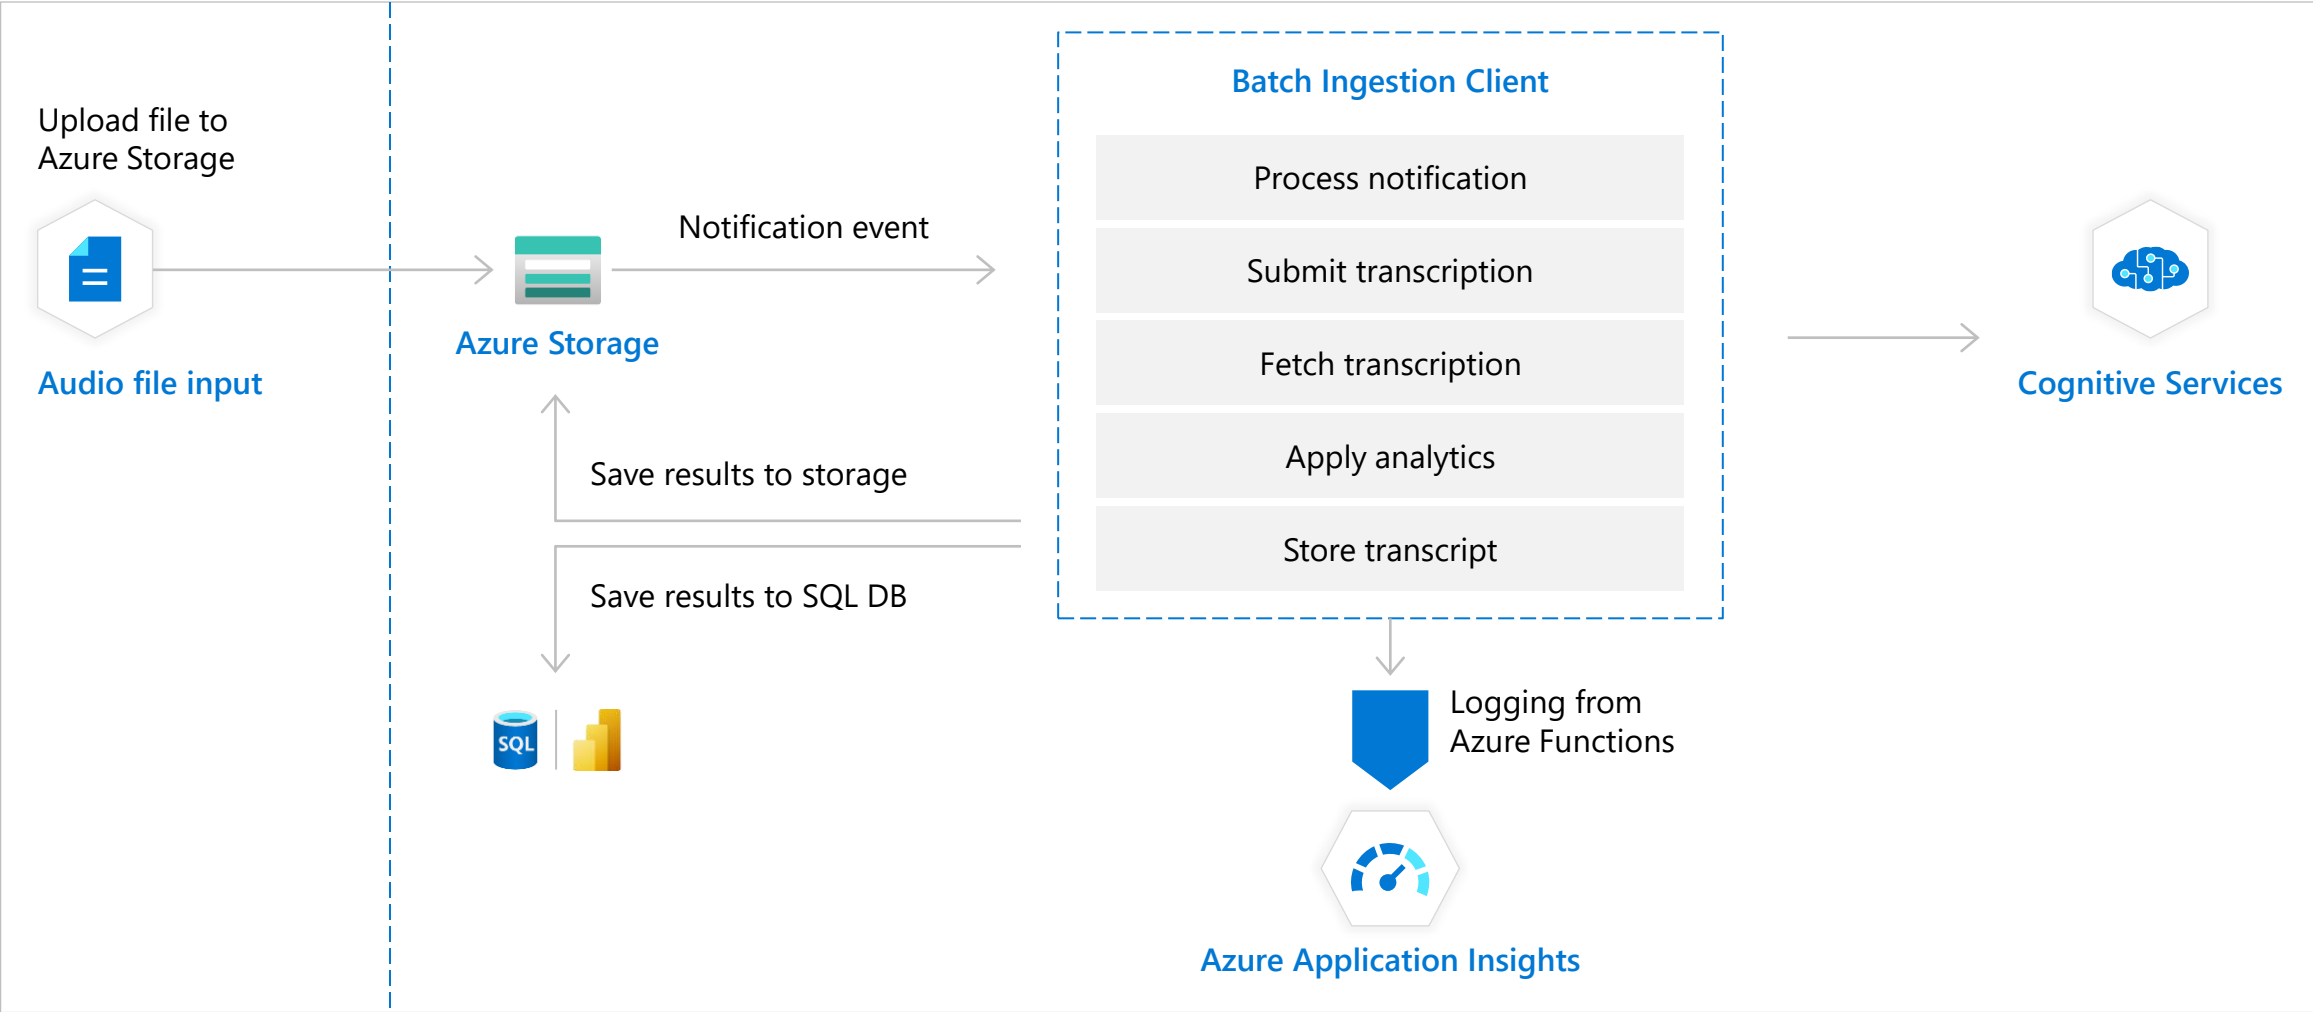 Upload file to
Azure Storage
Audio file input
Azure Storage
Notification event
Save results to storage
Save results to SQL DB
SQL
Batch Ingestion Client
Process notification
Submit transcription
Fetch transcription
Apply analytics
Store transcript
Logging from
Azure Functions
Azure Application Insights
Cognitive Services